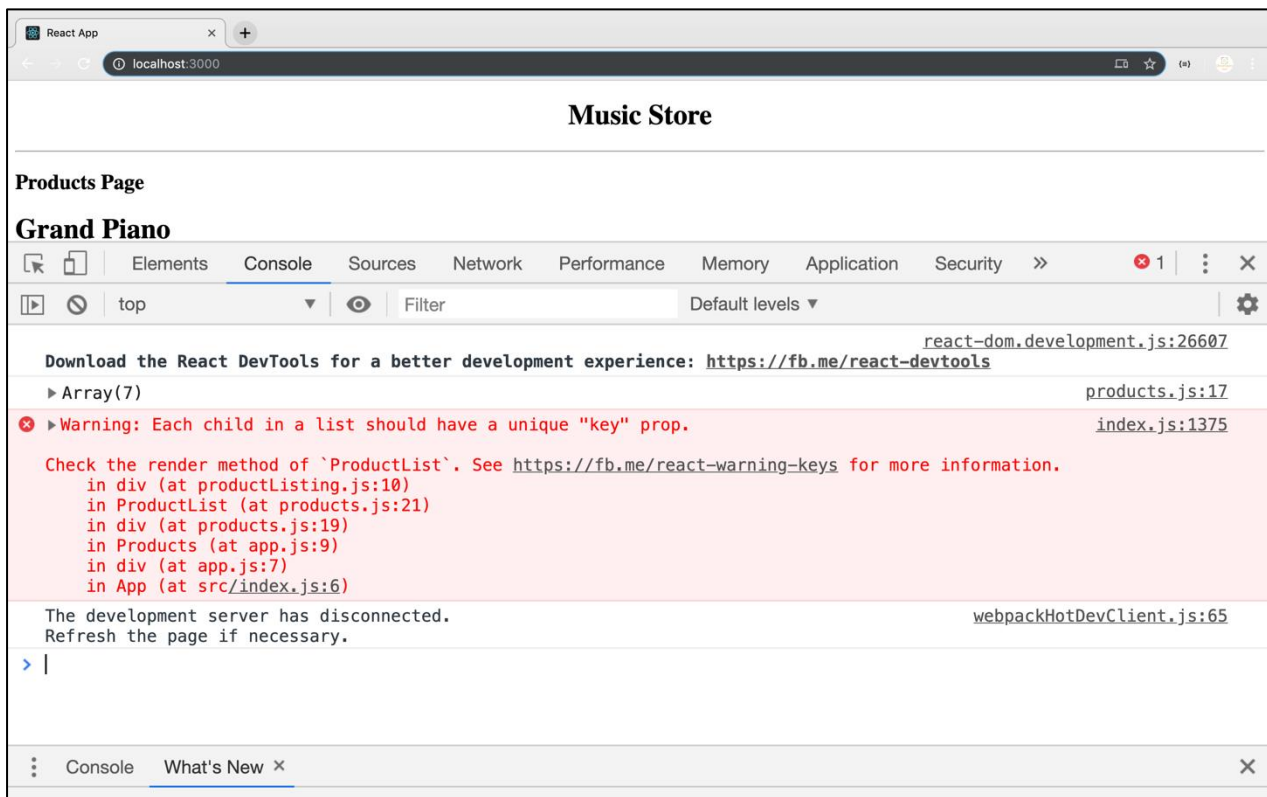 React App
localhost:3000
Music Store
Products Page
Grand Piano
Elements Console Sources Network Performance Memory Application Security » 1
top Filter Default levels ▼
react-dom.development.js:26607
Download the React DevTools for a better development experience: https://fb.me/react-devtools
▶Array(7) products.js:17
▶Warning: Each child in a list should have a unique "key" prop. index.js:1375
Check the render method of `ProductList`. See https://fb.me/react-warning-keys for more information.
in div (at productListing.js:10)
in ProductList (at products.js:21)
in div (at products.js:19)
in Products (at app.js:9)
in div (at app.js:7)
in App (at src/index.js:6)
The development server has disconnected. webpackHotDevClient.js:65
Refresh the page if necessary.
>
Console What's New ×